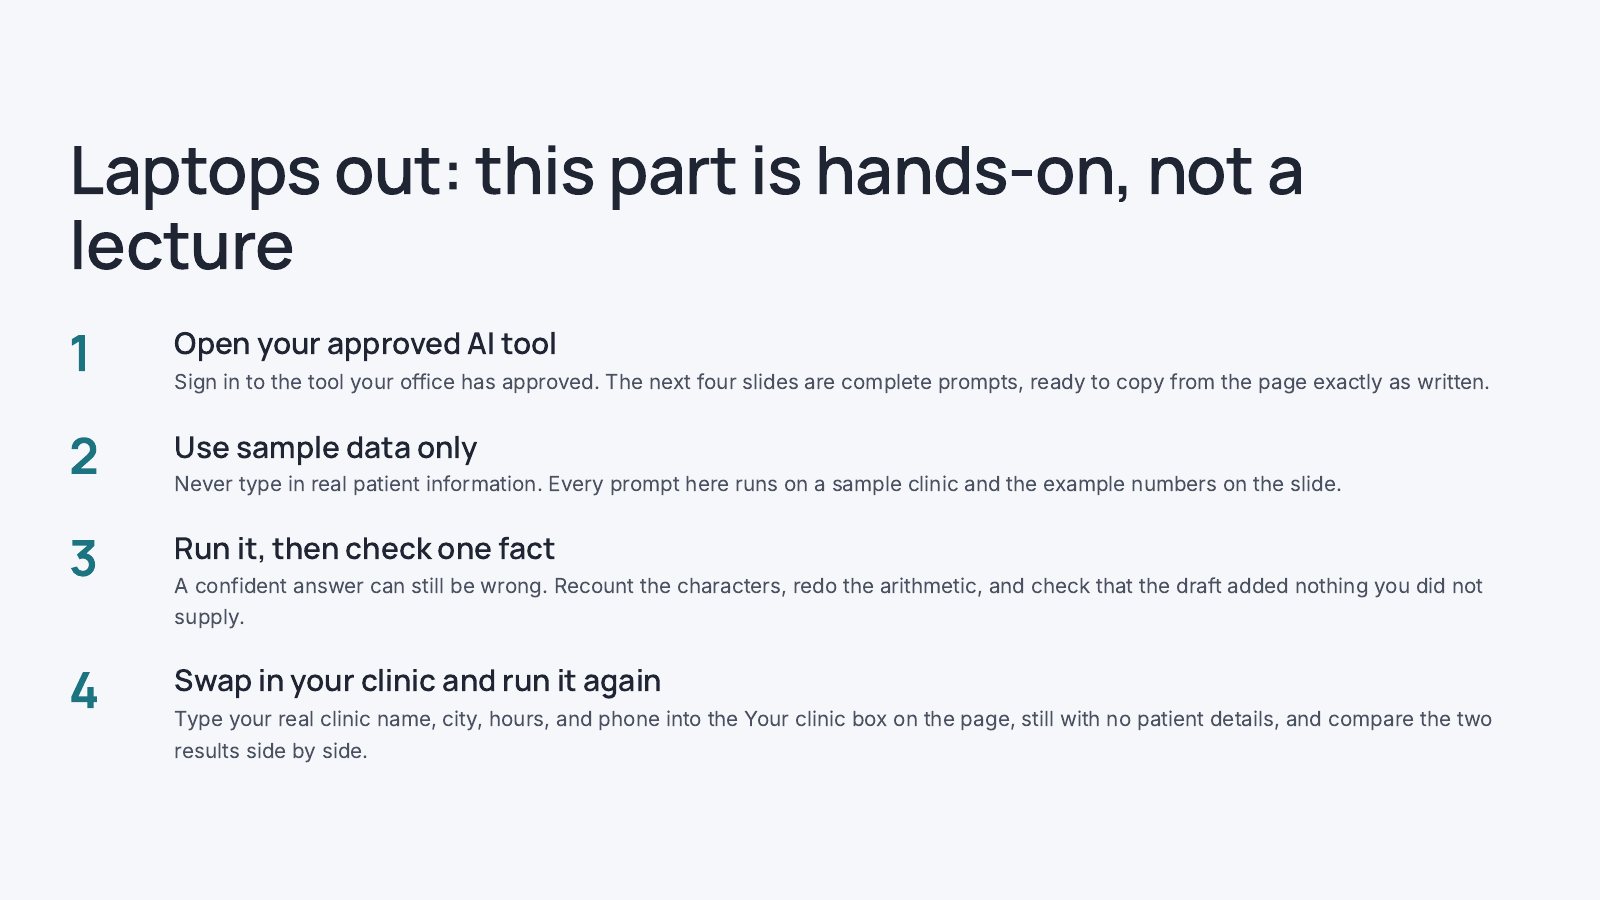 Laptops out: this part is hands-on, not a
lecture
1
Open your approved AI tool
Sign in to the tool your office has approved. The next four slides are complete prompts, ready to copy from the page exactly as written.
2
Use sample data only
Never type in real patient information. Every prompt here runs on a sample clinic and the example numbers on the slide.
3
Run it, then check one fact
A confident answer can still be wrong. Recount the characters, redo the arithmetic, and check that the draft added nothing you did not
supply.
4
Swap in your clinic and run it again
Type your real clinic name, city, hours, and phone into the Your clinic box on the page, still with no patient details, and compare the two
results side by side.